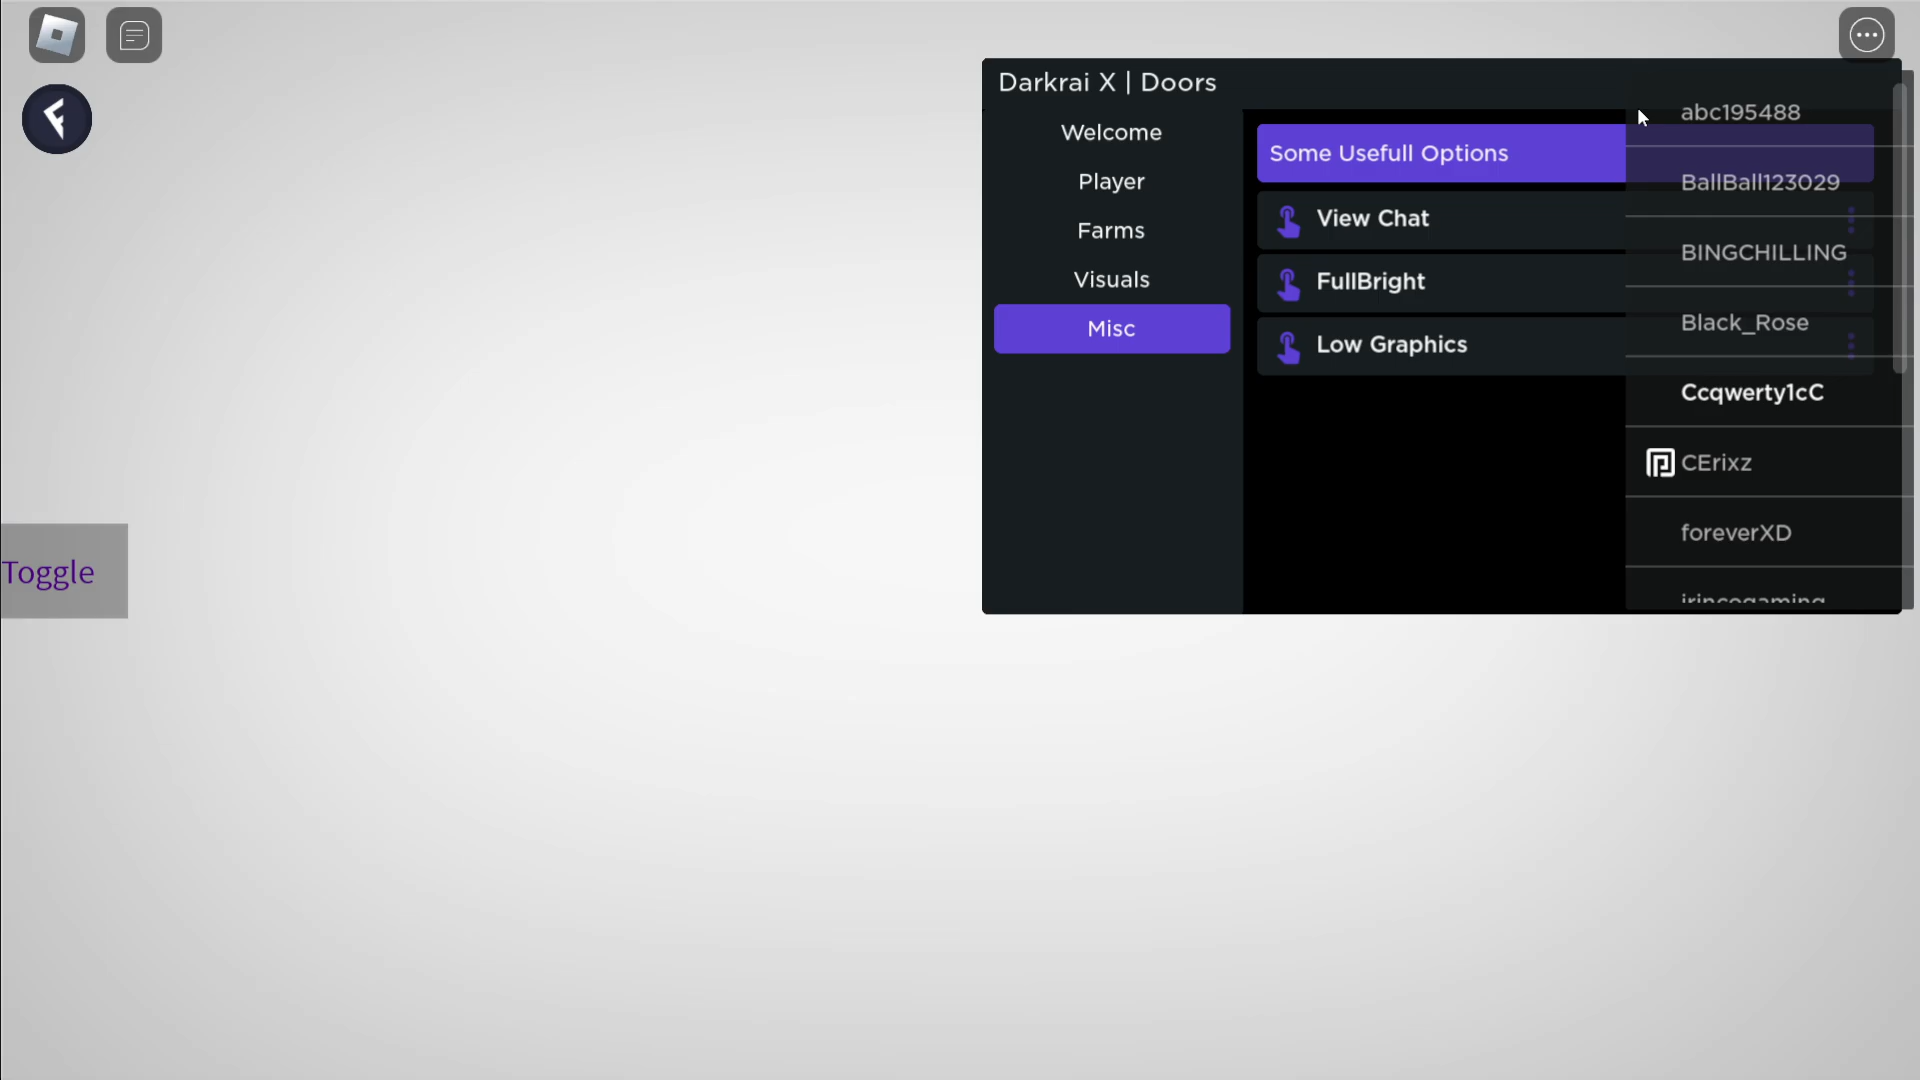 Darkrai X | Doors
Welcome
Player
Farms
Visuals
Misc
Some Usefull Options
View Chat
FullBright
Low Graphics
abc195488
BallBall123029
BINGCHILLING
Black_Rose
Ccqwerty1cC
CErixz
foreverXD
irincogaming
Toggle